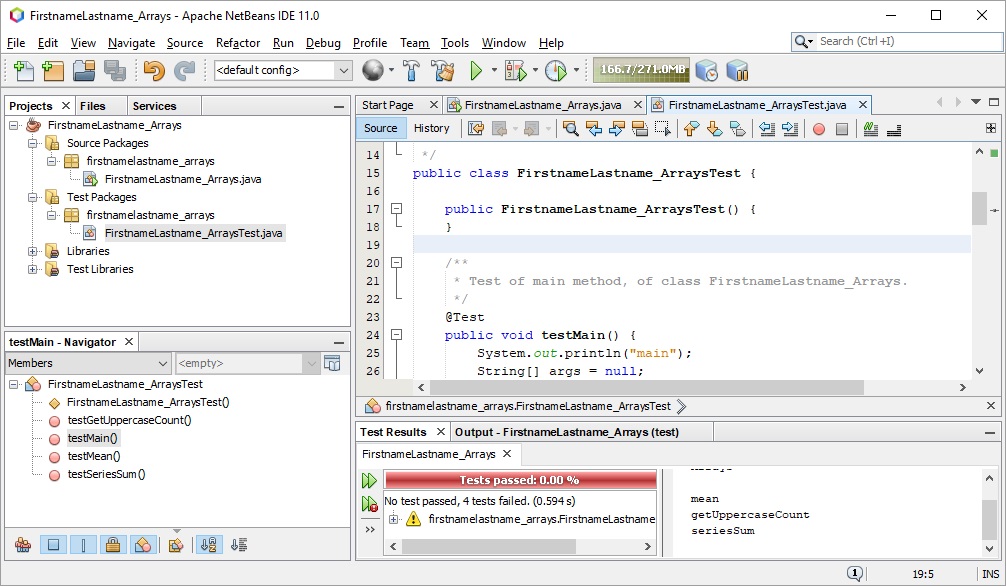 FirstnameLastname_Arrays - Apache NetBeans IDE 11.0
File Edit View Navigate Source Refactor Run Debug Profile Team Tools Window Help
Search (Ctrl+I)
<default config>
166.7/271.0MB
Projects Files Services
FirstnameLastname_Arrays
Source Packages
firstnamelastname_arrays
FirstnameLastname_Arrays.java
Test Packages
firstnamelastname_arrays
FirstnameLastname_ArraysTest.java
Libraries
Test Libraries
testMain - Navigator
Members <empty>
FirstnameLastname_ArraysTest
FirstnameLastname_ArraysTest()
testGetUppercaseCount()
testMain()
testMean()
testSeriesSum()
Start Page FirstnameLastname_Arrays.java FirstnameLastname_ArraysTest.java
Source History
14 */
15 public class FirstnameLastname_ArraysTest {
16
17 public FirstnameLastname_ArraysTest() {
18 }
19
20 /**
21 * Test of main method, of class FirstnameLastname_Arrays.
22 */
23 @Test
24 public void testMain() {
25 System.out.println("main");
26 String[] args = null;
firstnamelastname_arrays.FirstnameLastname_ArraysTest
Test Results Output - FirstnameLastname_Arrays (test)
FirstnameLastname_Arrays
Tests passed: 0.00 %
No test passed, 4 tests failed. (0.594 s)
firstnamelastname_arrays.FirstnameLastname
mean
getUppercaseCount
seriesSum
1
19:5 INS